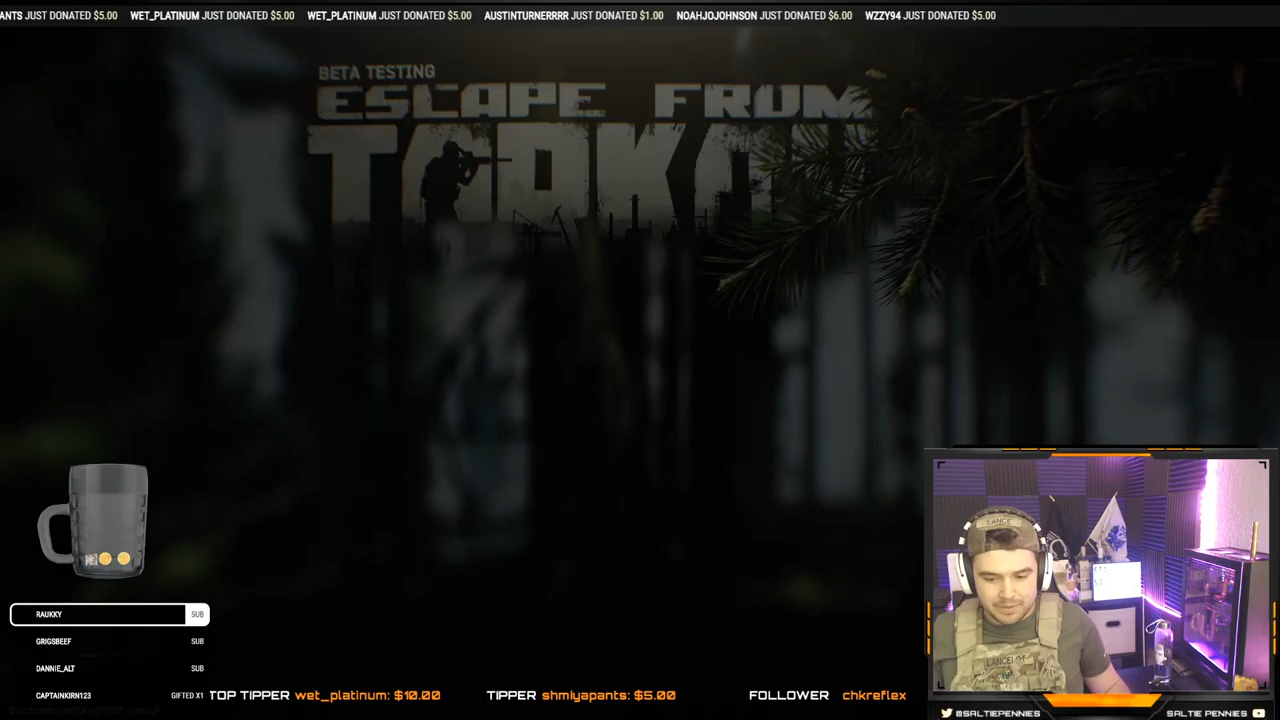 ANTS JUST DONATED $5.00 WET_PLATINUM JUST DONATED $5.00 WET_PLATINUM JUST DONATED $5.00 AUSTINTURNERRRR JUST DONATED $1.00 NOAHJOJOHNSON JUST DONATED $6.00 WZZY94 JUST DONATED $5.00
BETA TESTING
ESCAPE FROM
TARKO
LANCE
LANCELOT
RAUKKY SUB
GRIGSBEEF SUB
DANNIE_ALT SUB
CAPTAINKIRN123 GIFTED X1
TOP TIPPER wet_platinum: $10.00 TIPPER shmiyapants: $5.00 FOLLOWER chkreflex
@SALTIEPENNIES SALTIE PENNIES